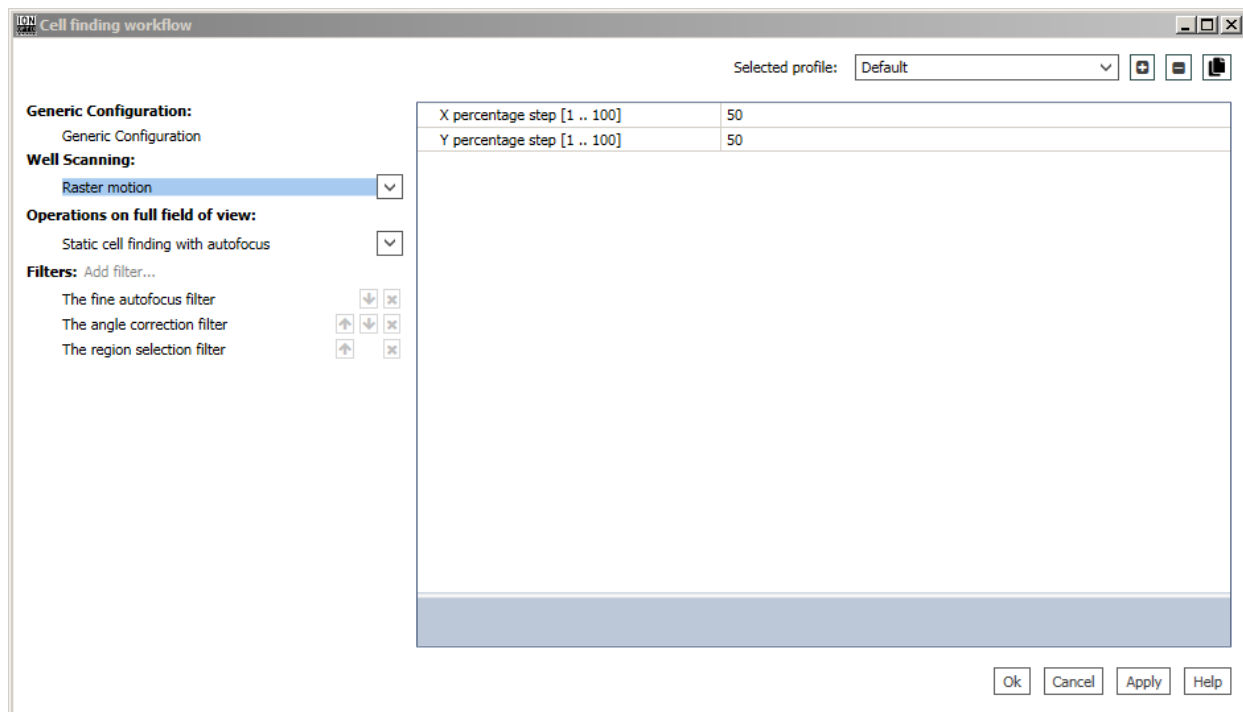 ION
Cell finding workflow
Selected profile: Default
Generic Configuration:
Generic Configuration
Well Scanning:
Raster motion
Operations on full field of view:
Static cell finding with autofocus
Filters: Add filter...
The fine autofocus filter
The angle correction filter
The region selection filter
X percentage step [1 .. 100] 50
Y percentage step [1 .. 100] 50
Ok Cancel Apply Help